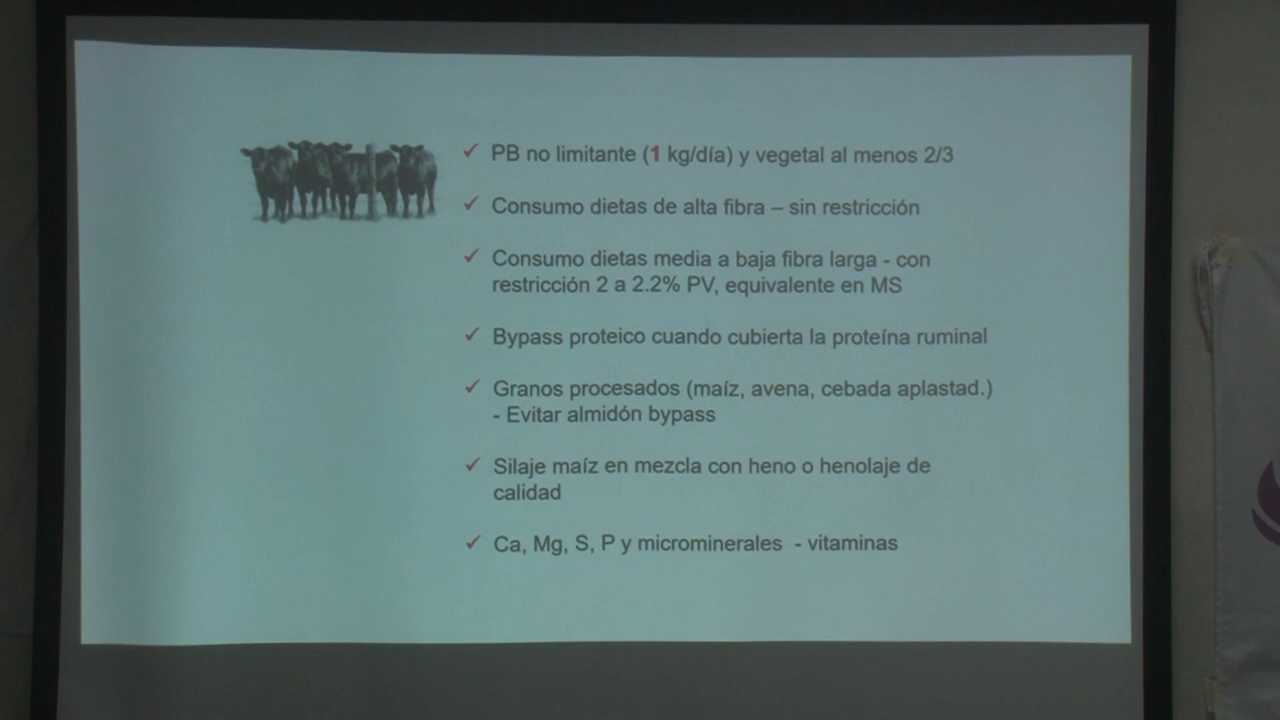 ✓ PB no limitante (1 kg/día) y vegetal al menos 2/3
✓ Consumo dietas de alta fibra – sin restricción
✓ Consumo dietas media a baja fibra larga - con
restricción 2 a 2.2% PV, equivalente en MS
✓ Bypass proteico cuando cubierta la proteína ruminal
✓ Granos procesados (maíz, avena, cebada aplastad.)
- Evitar almidón bypass
✓ Silaje maíz en mezcla con heno o henolaje de
calidad
✓ Ca, Mg, S, P y microminerales - vitaminas